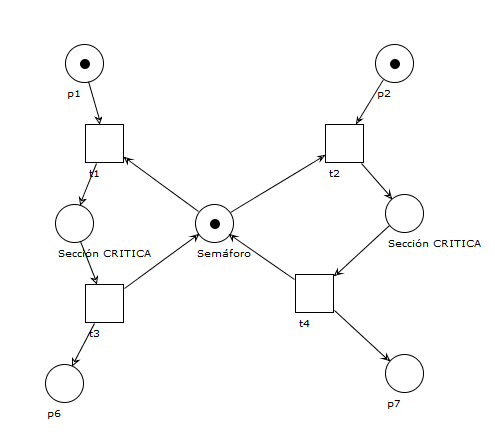 p1
p2
t1
t2
Sección CRITICA
Semáforo
Sección CRITICA
t3
t4
p6
p7